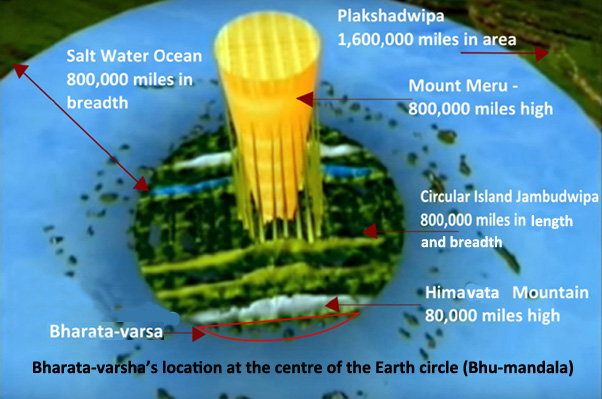 Plakshadwipa
1,600,000 miles in area
Salt Water Ocean
800,000 miles in
breadth
Mount Meru -
800,000 miles high
Circular Island Jambudwipa
800,000 miles in length
and breadth
Himavata Mountain
80,000 miles high
Bharata-varsa
Bharata-varsha's location at the centre of the Earth circle (Bhu-mandala)